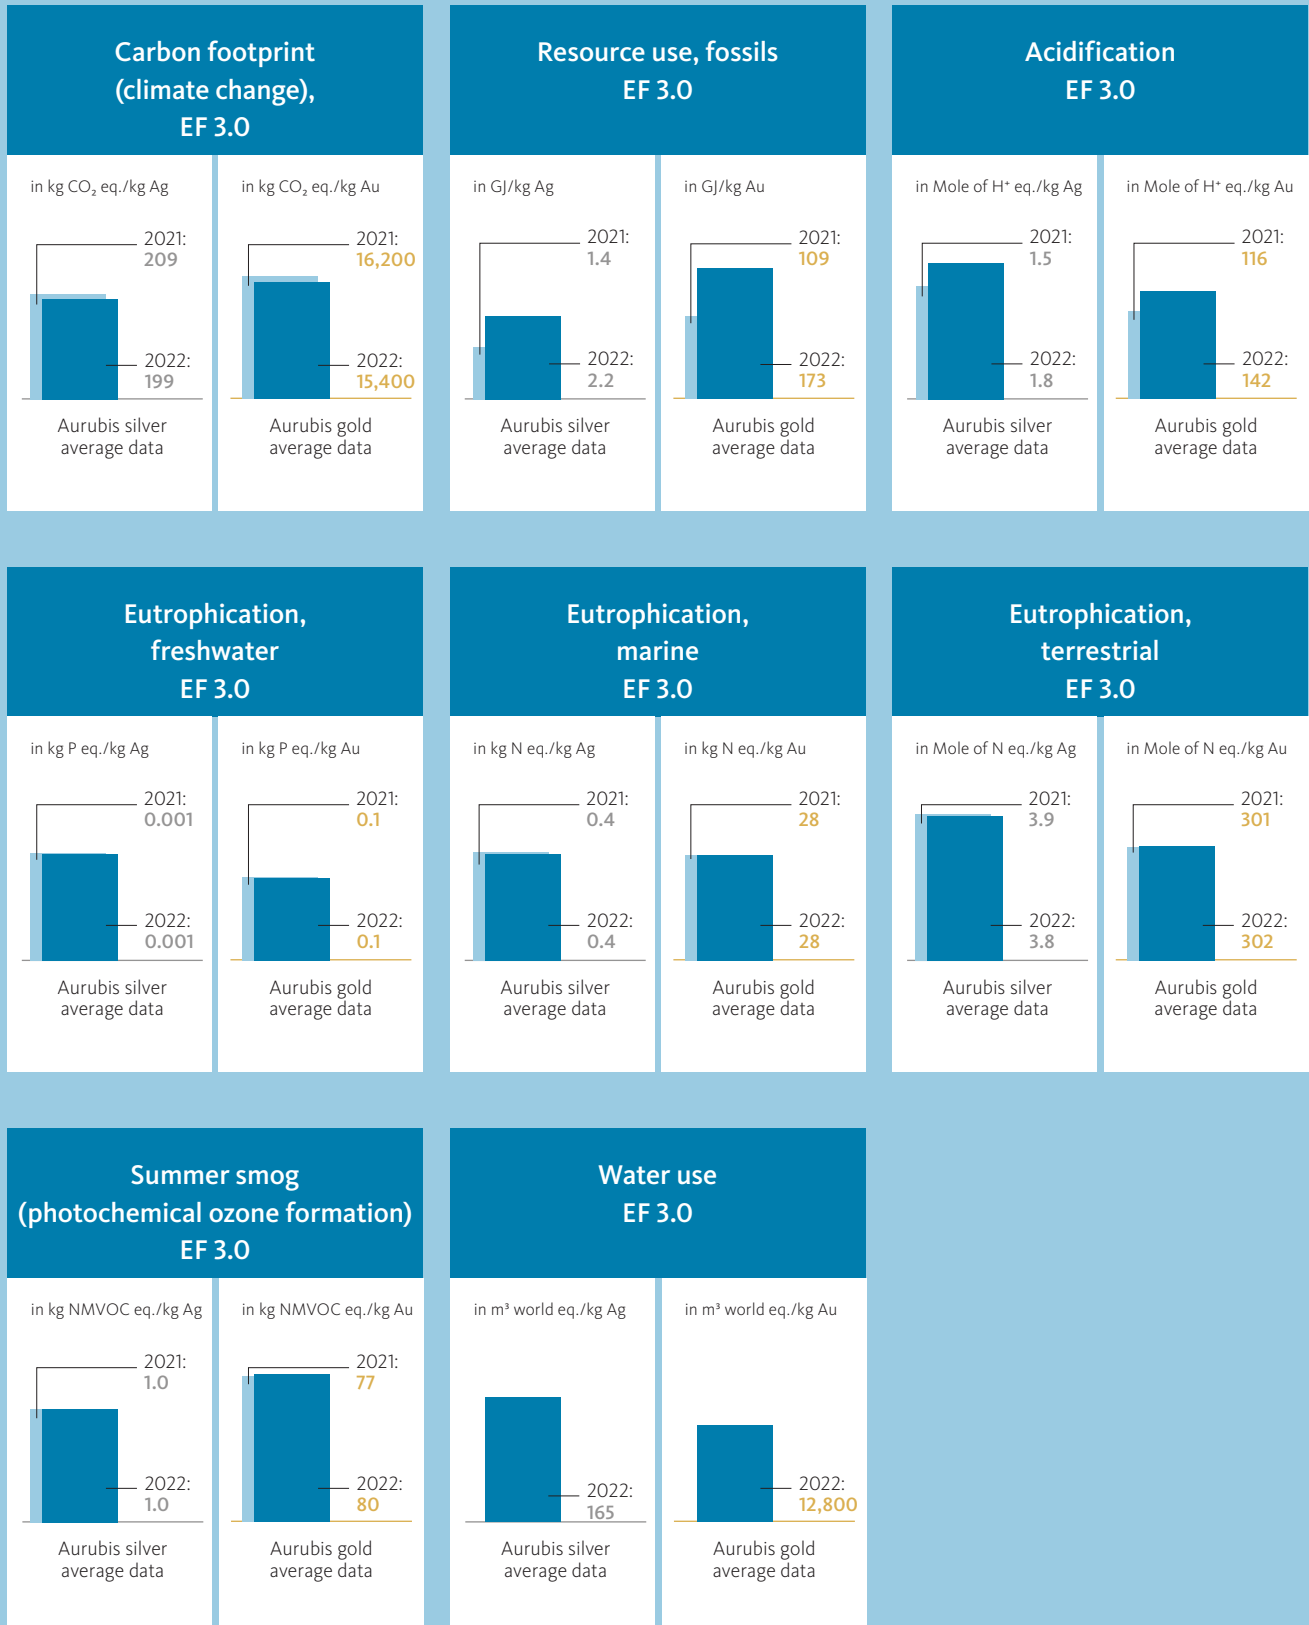 Carbon footprint
(climate change),
EF 3.0
in kg CO₂ eq./kg Ag
2021:
209
2022:
199
Aurubis silver
average data
in kg CO₂ eq./kg Au
2021:
16,200
2022:
15,400
Aurubis gold
average data
Resource use, fossils
EF 3.0
in GJ/kg Ag
2021:
1.4
2022:
2.2
Aurubis silver
average data
in GJ/kg Au
2021:
109
2022:
173
Aurubis gold
average data
Acidification
EF 3.0
in Mole of H⁺ eq./kg Ag
2021:
1.5
2022:
1.8
Aurubis silver
average data
in Mole of H⁺ eq./kg Au
2021:
116
2022:
142
Aurubis gold
average data
Eutrophication,
freshwater
EF 3.0
in kg P eq./kg Ag
2021:
0.001
2022:
0.001
Aurubis silver
average data
in kg P eq./kg Au
2021:
0.1
2022:
0.1
Aurubis gold
average data
Eutrophication,
marine
EF 3.0
in kg N eq./kg Ag
2021:
0.4
2022:
0.4
Aurubis silver
average data
in kg N eq./kg Au
2021:
28
2022:
28
Aurubis gold
average data
Eutrophication,
terrestrial
EF 3.0
in Mole of N eq./kg Ag
2021:
3.9
2022:
3.8
Aurubis silver
average data
in Mole of N eq./kg Au
2021:
301
2022:
302
Aurubis gold
average data
Summer smog
(photochemical ozone formation)
EF 3.0
in kg NMVOC eq./kg Ag
2021:
1.0
2022:
1.0
Aurubis silver
average data
in kg NMVOC eq./kg Au
2021:
77
2022:
80
Aurubis gold
average data
Water use
EF 3.0
in m³ world eq./kg Ag
2022:
165
Aurubis silver
average data
in m³ world eq./kg Au
2022:
12,800
Aurubis gold
average data